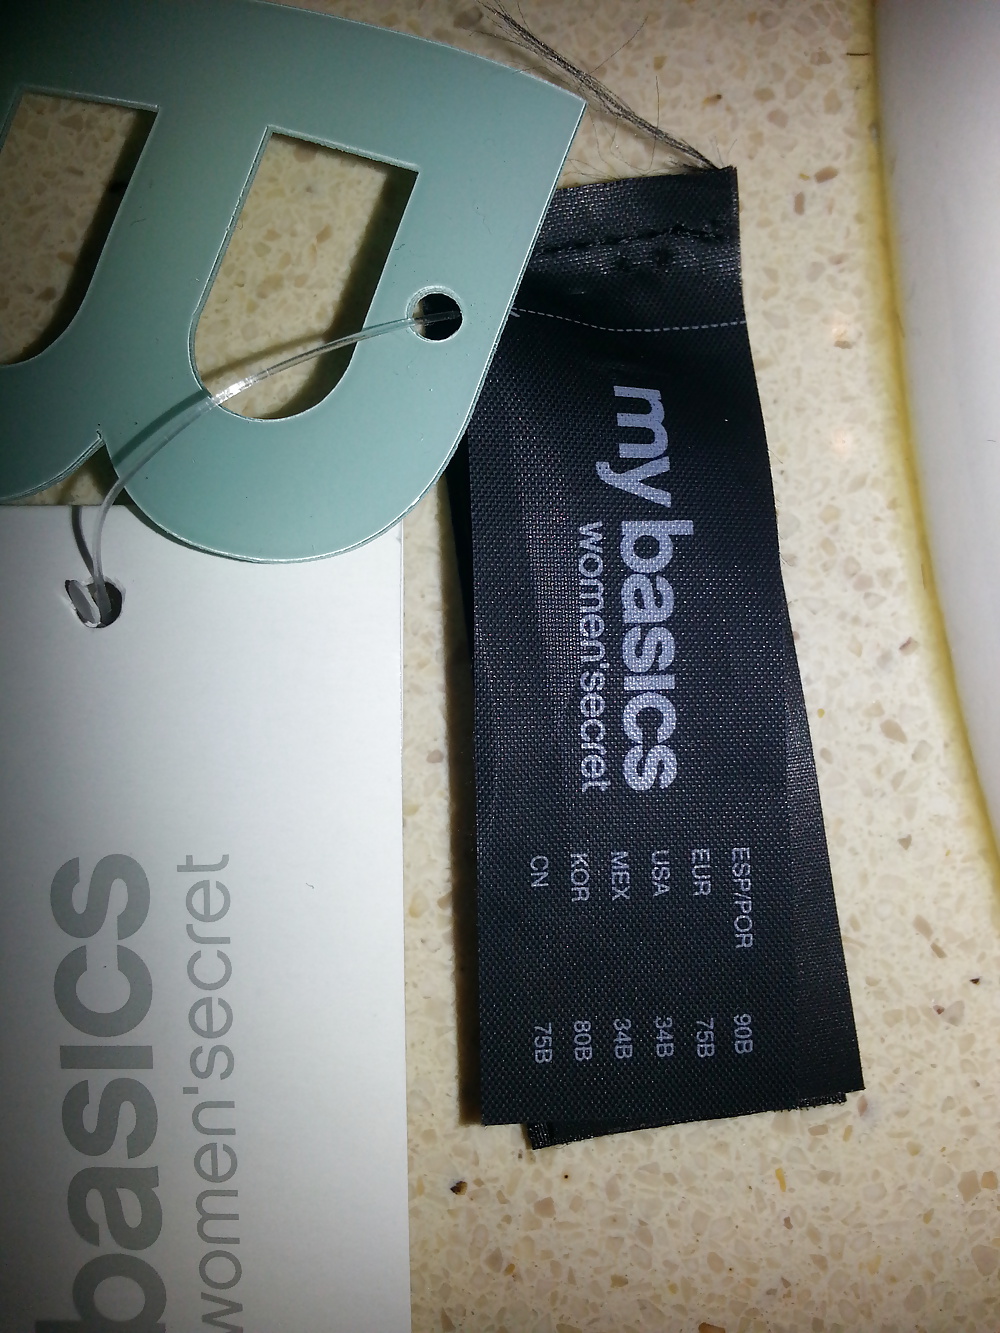 my basics
women'secret
ESP/POR 90B
EUR 75B
USA 34B
MEX 34B
KOR 80B
CN 75B
basics
women'secret